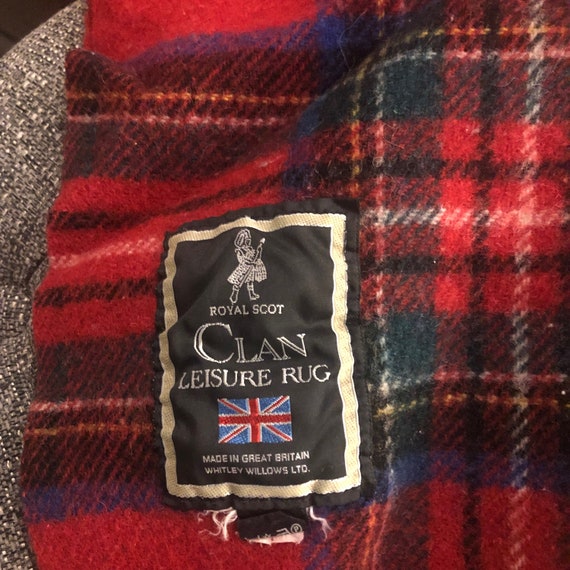 ROYAL SCOT
CLAN
LEISURE RUG
MADE IN GREAT BRITAIN
WHITLEY WILLOWS LTD.